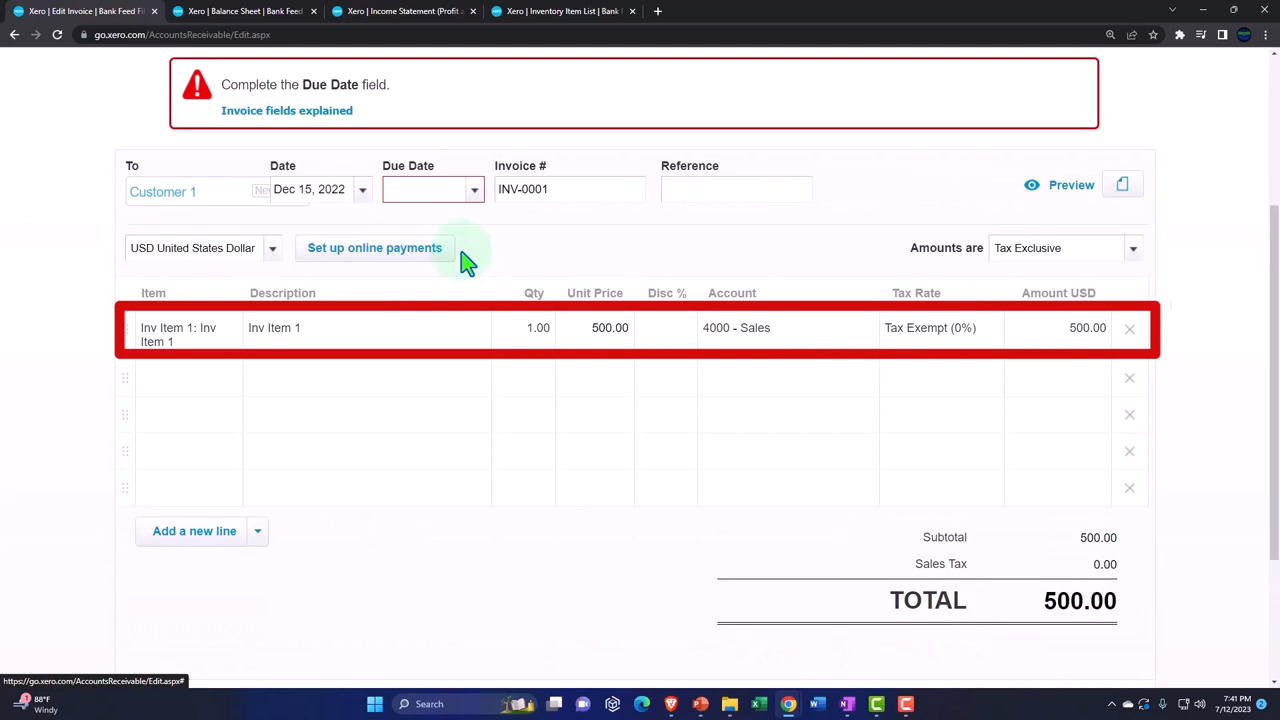 Xero | Edit Invoice | Bank Feed Fil
Xero | Balance Sheet | Bank Feed
Xero | Income Statement (Profit a
Xero | Inventory Item List | Bank
go.xero.com/AccountsReceivable/Edit.aspx
Complete the Due Date field.
Invoice fields explained
To Date Due Date Invoice # Reference
Customer 1 Dec 15, 2022 INV-0001 Preview
USD United States Dollar Set up online payments Amounts are Tax Exclusive
Item Description Qty Unit Price Disc % Account Tax Rate Amount USD
Inv Item 1: Inv Inv Item 1 1.00 500.00 4000 - Sales Tax Exempt (0%) 500.00
Item 1
Add a new line
Subtotal 500.00
Sales Tax 0.00
TOTAL 500.00
https://go.xero.com/AccountsReceivable/Edit.aspx#
88°F
Windy
Search
7:41 PM
7/12/2023